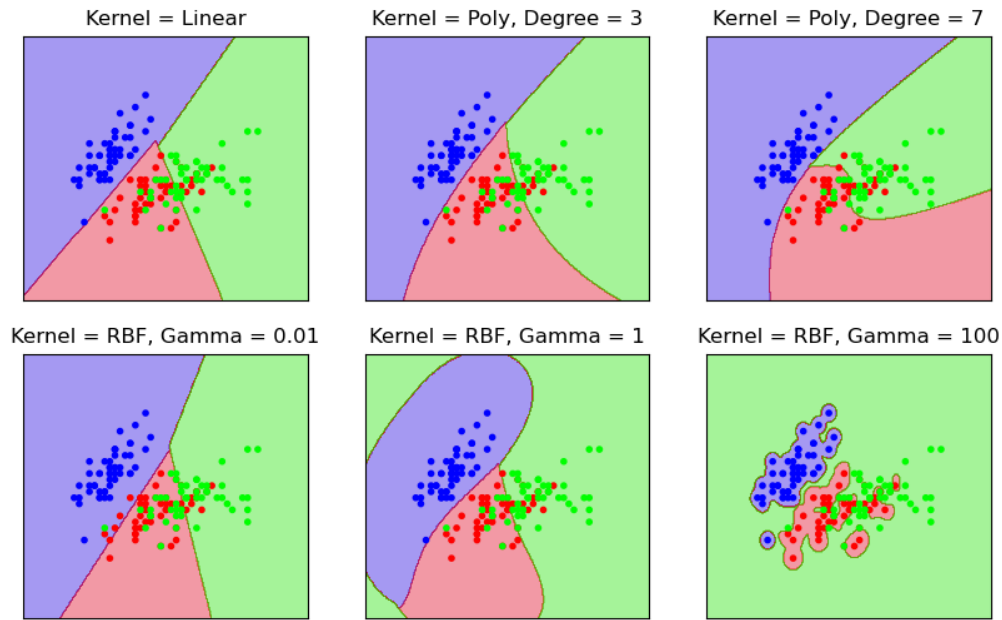 Kernel = Linear
Kernel = Poly, Degree = 3
Kernel = Poly, Degree = 7
Kernel = RBF, Gamma = 0.01
Kernel = RBF, Gamma = 1
Kernel = RBF, Gamma = 100